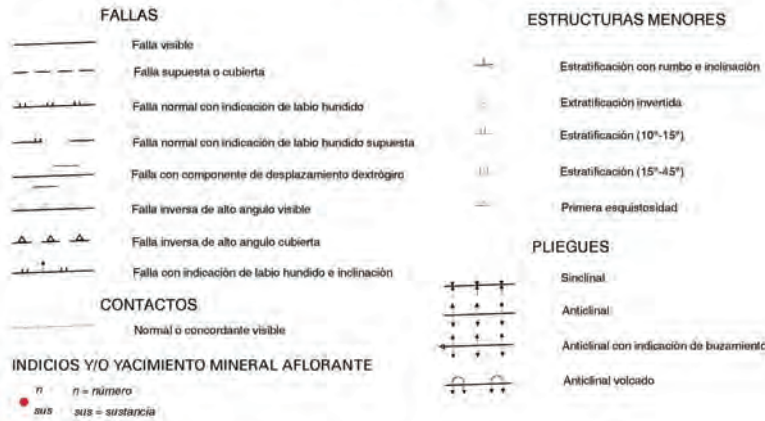 FALLAS
Falla visible
Falla supuesta o cubierta
Falla normal con indicación de labio hundido
Falla normal con indicación de labio hundido supuesta
Falla con componente de desplazamiento dextrógiro
Falla inversa de alto angulo visible
Falla inversa de alto angulo cubierta
Falla con indicación de labio hundido e inclinación
CONTACTOS
Normal o concordante visible
INDICIOS Y/O YACIMIENTO MINERAL AFLORANTE
n n = número
sus sus = sustancia
ESTRUCTURAS MENORES
Estratificación con rumbo e inclinación
Extratificación invertida
Estratificación (10°-15°)
Estratificación (15°-45°)
Primera esquistosidad
PLIEGUES
Sinclinal
Anticlinal
Anticlinal con indicación de buzamiento
Anticlinal volcado